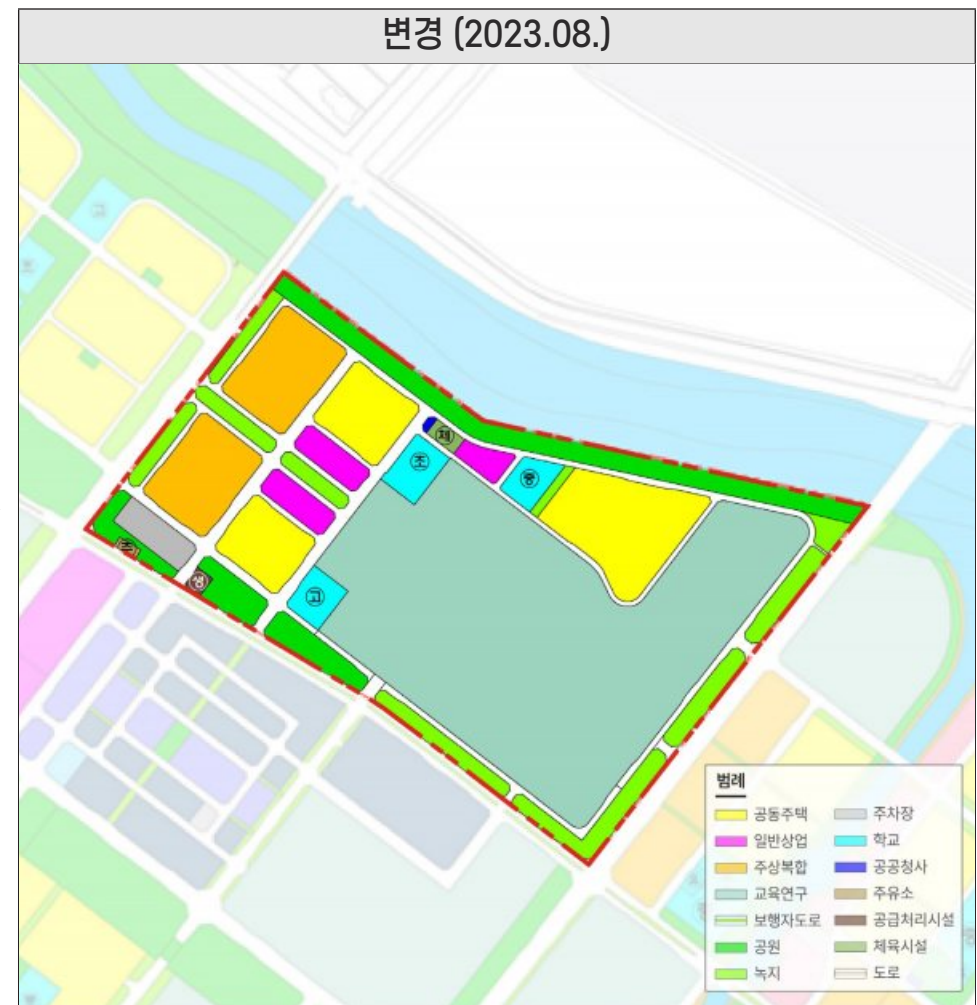 변경 (2023.08.)
체
초
중
고
생
범례
공동주택
주차장
일반상업
학교
주상복합
공공청사
교육연구
주유소
보행자도로
공급처리시설
공원
체육시설
녹지
도로